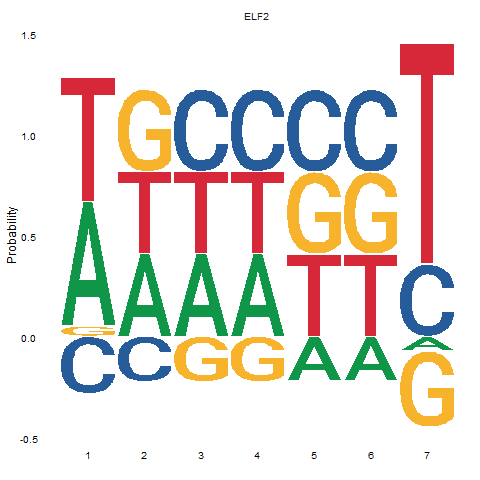 ELF2
1.5
1.0
0.5
0.0
-0.5
Probability
T G C C C C T
A T T T G G C
G A A A T T A
C C G G A A G
1 2 3 4 5 6 7